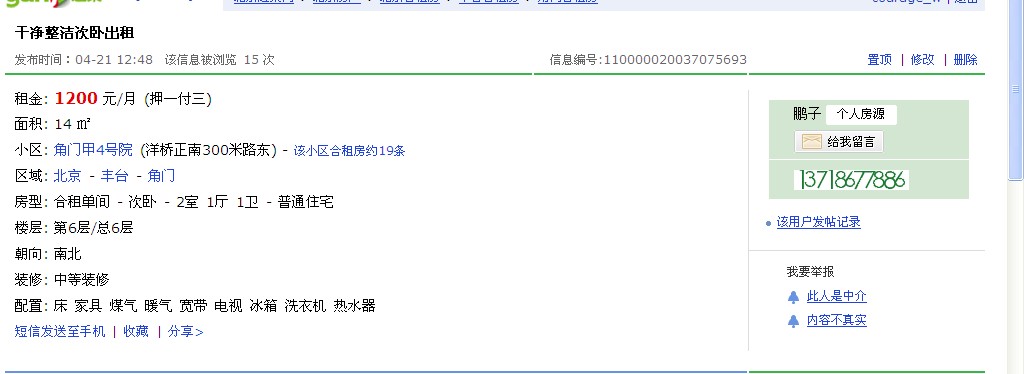 干净整洁次卧出租
发布时间：04-21 12:48 该信息被浏览 15 次
信息编号:110000020037075693
置顶 | 修改 | 删除
租金: 1200 元/月 (押一付三)
面积: 14 ㎡
小区: 角门甲4号院 (洋桥正南300米路东) - 该小区合租房约19条
区域: 北京 - 丰台 - 角门
房型: 合租单间 - 次卧 - 2室 1厅 1卫 - 普通住宅
楼层: 第6层/总6层
朝向: 南北
装修: 中等装修
配置: 床 家具 煤气 暖气 宽带 电视 冰箱 洗衣机 热水器
短信发送至手机 | 收藏 | 分享>
鹏子 个人房源
给我留言
13718677886
该用户发帖记录
我要举报
此人是中介
内容不真实